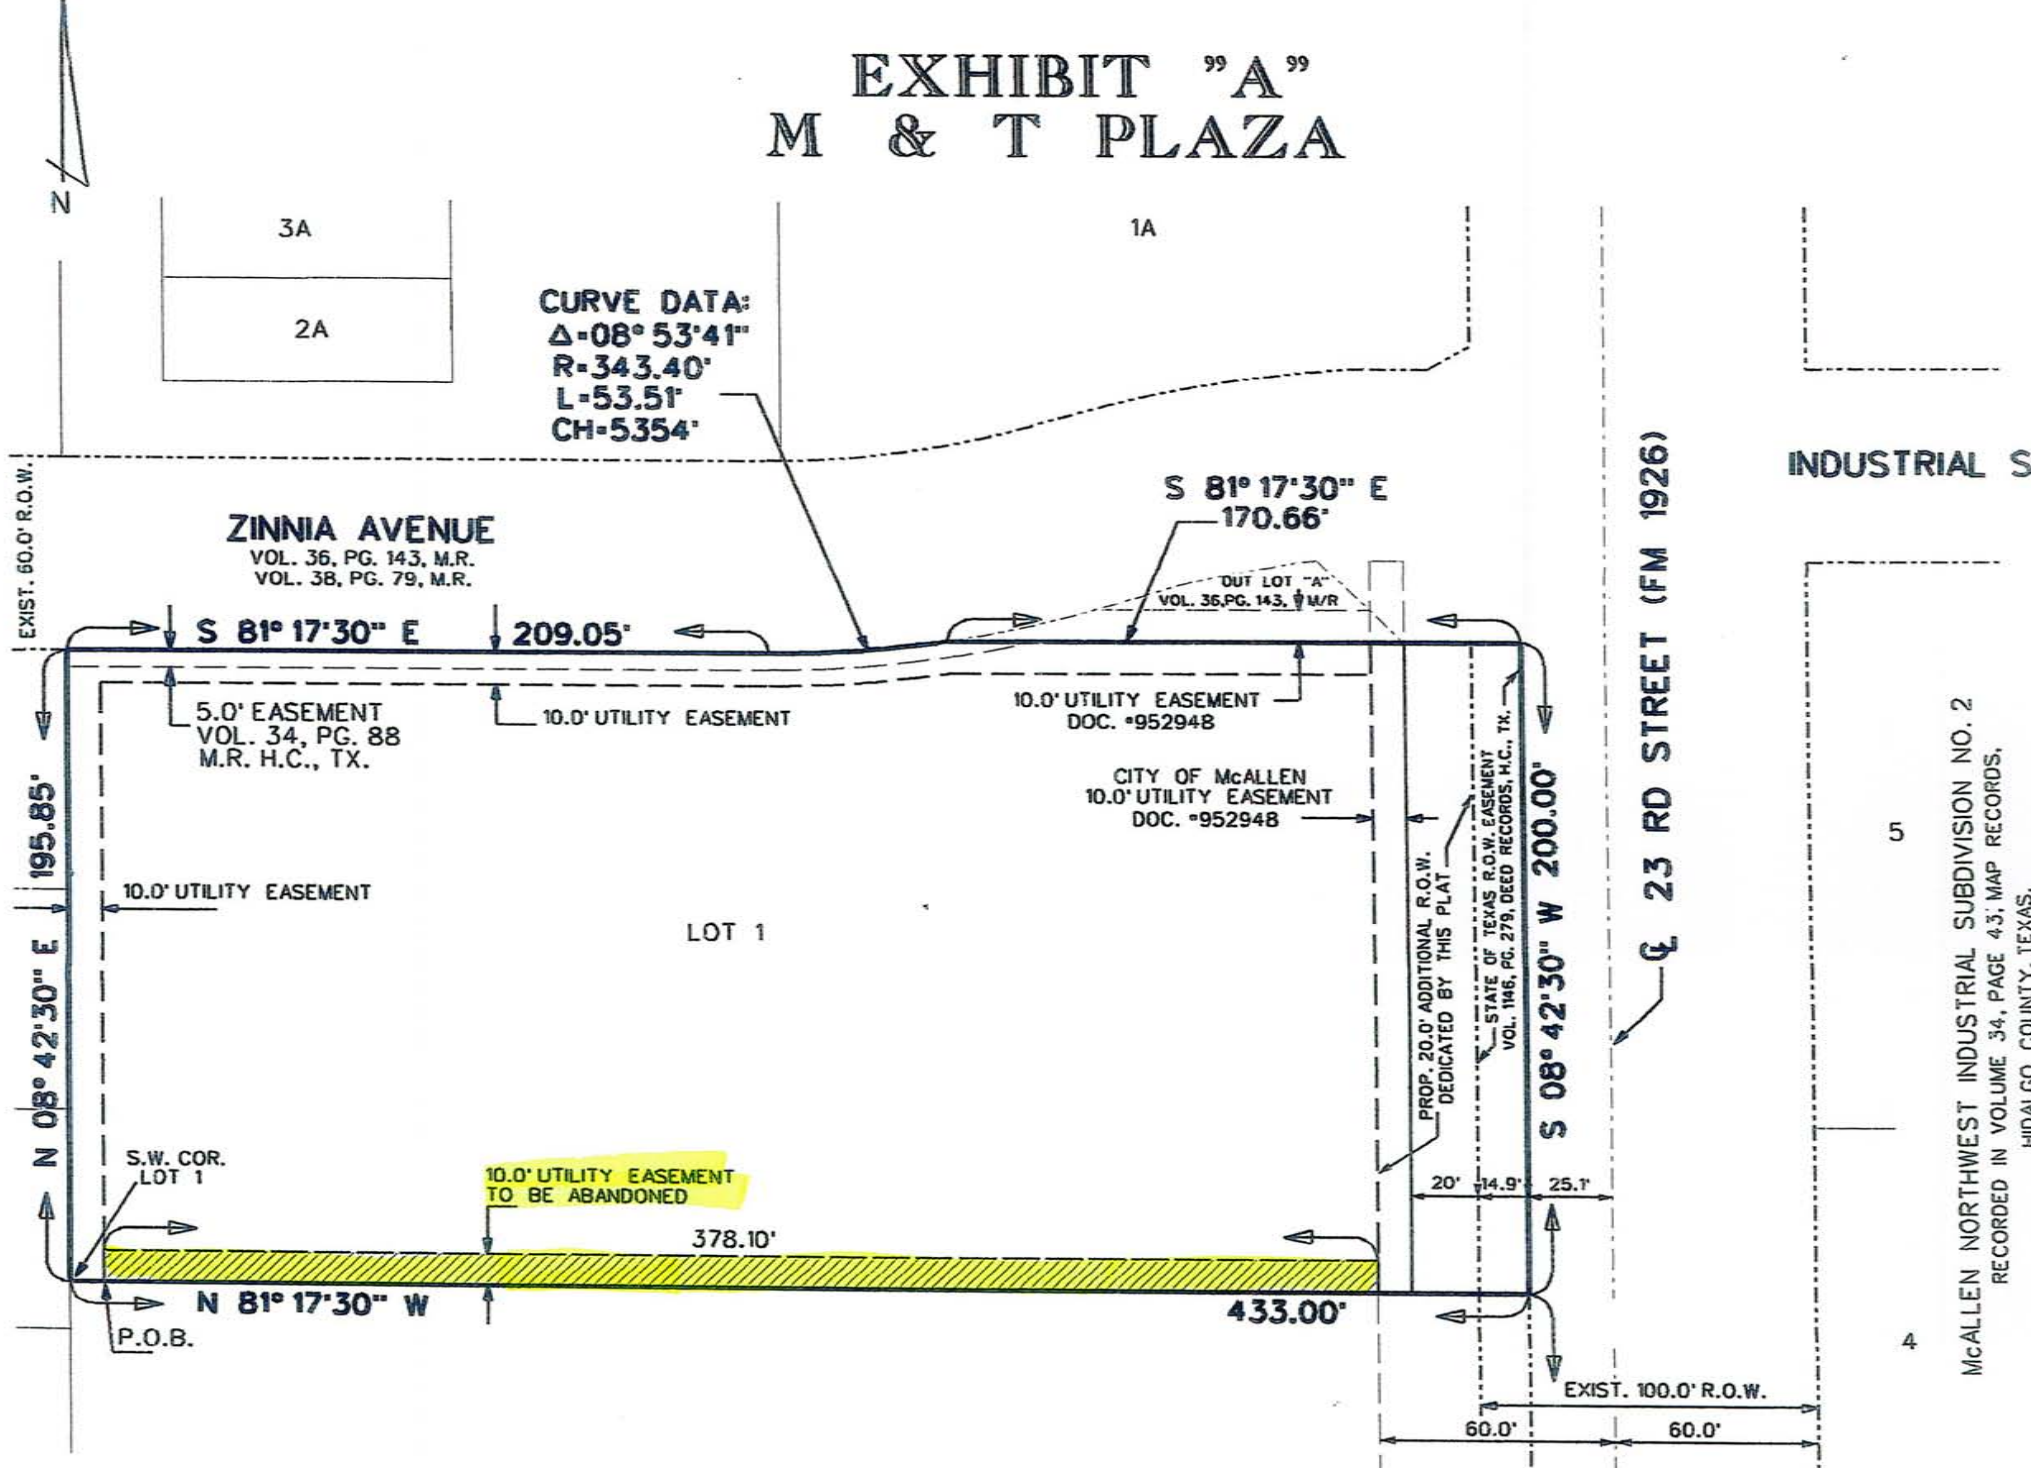 EXHIBIT "A"
M & T PLAZA
N
3A
2A
1A
CURVE DATA:
Δ=08°53'41"
R=343.40'
L=53.51'
CH=5354'
EXIST. 60.0' R.O.W.
ZINNIA AVENUE
VOL. 36, PG. 143, M.R.
VOL. 38, PG. 79, M.R.
S 81°17'30" E
170.66'
INDUSTRIAL S
OUT LOT "A"
VOL. 36,PG. 143, M/R
S 81°17'30" E 209.05'
5.0' EASEMENT
VOL. 34, PG. 88
M.R. H.C., TX.
10.0' UTILITY EASEMENT
10.0' UTILITY EASEMENT
DOC. #952948
CITY OF McALLEN
10.0' UTILITY EASEMENT
DOC. #952948
N 08°42'30" E 195.85'
10.0' UTILITY EASEMENT
LOT 1
PROP. 20.0' ADDITIONAL R.O.W.
DEDICATED BY THIS PLAT
STATE OF TEXAS R.O.W. EASEMENT
VOL. 1146, PG. 279, DEED RECORDS, H.C., TX.
S 08°42'30" W 200.00'
℄ 23 RD STREET (FM 1926)
5
4
McALLEN NORTHWEST INDUSTRIAL SUBDIVISION NO. 2
RECORDED IN VOLUME 34, PAGE 43, MAP RECORDS,
HIDALGO COUNTY, TEXAS.
S.W. COR.
LOT 1
10.0' UTILITY EASEMENT
TO BE ABANDONED
378.10'
20' 14.9' 25.1'
N 81°17'30" W 433.00'
P.O.B.
EXIST. 100.0' R.O.W.
60.0' 60.0'